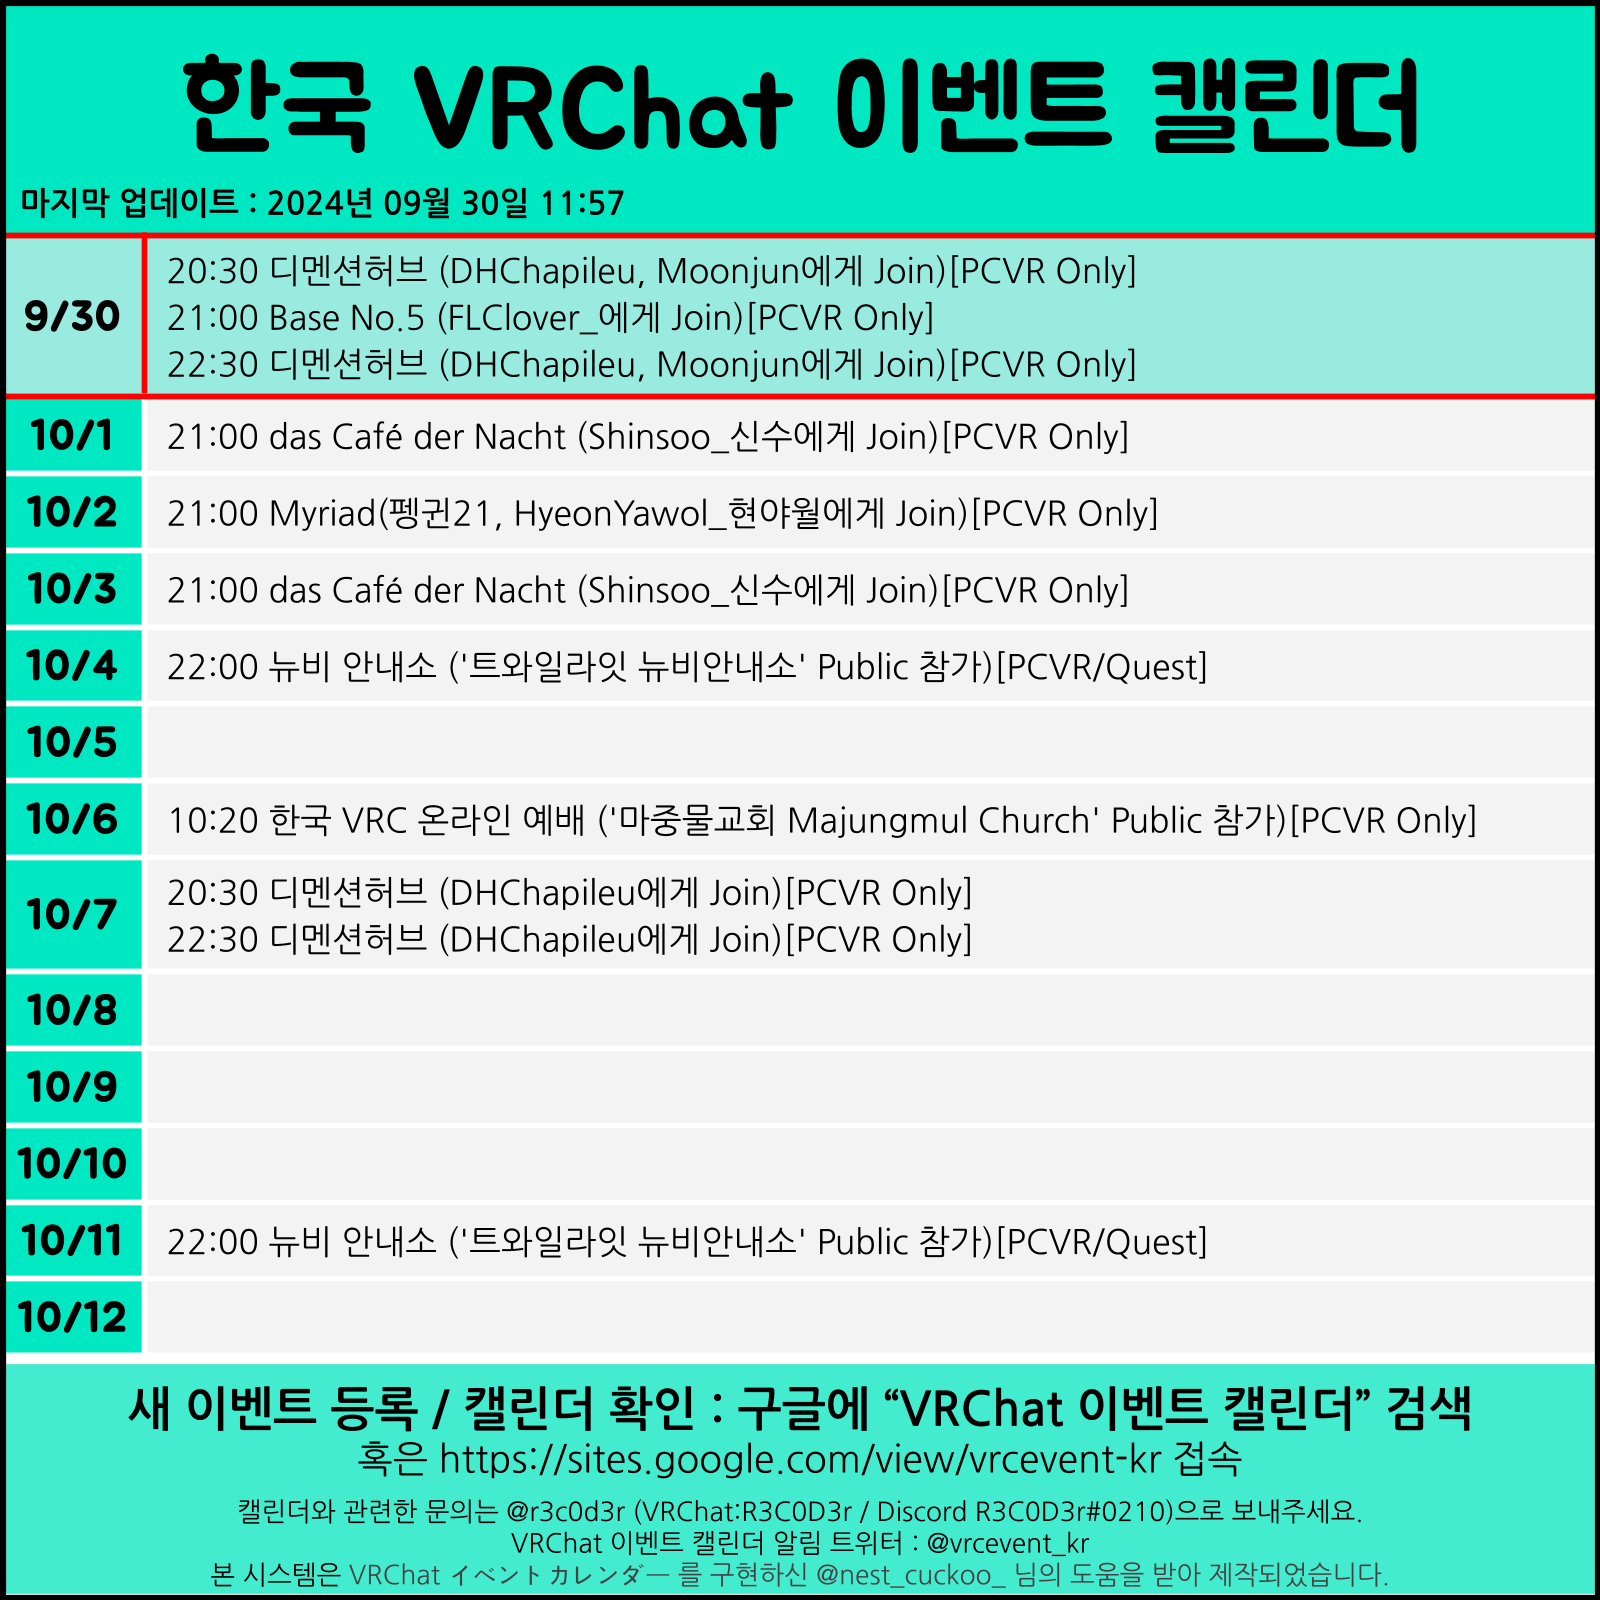 한국 VRChat 이벤트 캘린더
마지막 업데이트 : 2024년 09월 30일 11:57
9/30
20:30 디멘션허브 (DHChapileu, Moonjun에게 Join)[PCVR Only]
21:00 Base No.5 (FLClover_에게 Join)[PCVR Only]
22:30 디멘션허브 (DHChapileu, Moonjun에게 Join)[PCVR Only]
10/1 21:00 das Café der Nacht (Shinsoo_신수에게 Join)[PCVR Only]
10/2 21:00 Myriad(펭귄21, HyeonYawol_현야월에게 Join)[PCVR Only]
10/3 21:00 das Café der Nacht (Shinsoo_신수에게 Join)[PCVR Only]
10/4 22:00 뉴비 안내소 ('트와일라잇 뉴비안내소' Public 참가)[PCVR/Quest]
10/5
10/6 10:20 한국 VRC 온라인 예배 ('마중물교회 Majungmul Church' Public 참가)[PCVR Only]
10/7
20:30 디멘션허브 (DHChapileu에게 Join)[PCVR Only]
22:30 디멘션허브 (DHChapileu에게 Join)[PCVR Only]
10/8
10/9
10/10
10/11 22:00 뉴비 안내소 ('트와일라잇 뉴비안내소' Public 참가)[PCVR/Quest]
10/12
새 이벤트 등록 / 캘린더 확인 : 구글에 “VRChat 이벤트 캘린더” 검색
혹은 https://sites.google.com/view/vrcevent-kr 접속
캘린더와 관련한 문의는 @r3c0d3r (VRChat:R3C0D3r / Discord R3C0D3r#0210)으로 보내주세요.
VRChat 이벤트 캘린더 알림 트위터 : @vrcevent_kr
본 시스템은 VRChat イベントカレンダー 를 구현하신 @nest_cuckoo_ 님의 도움을 받아 제작되었습니다.